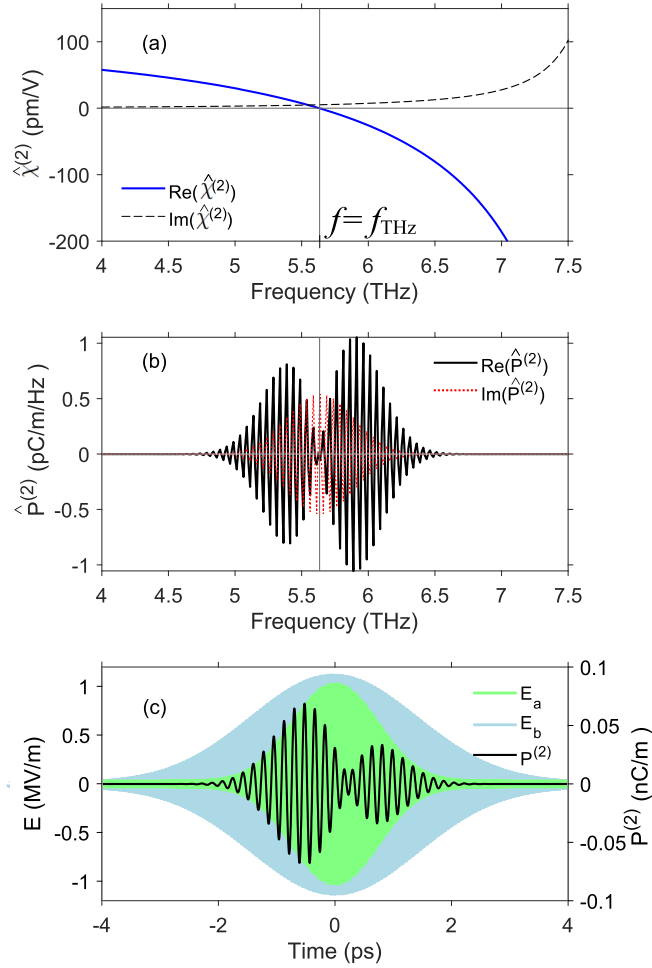 (a)
100
0
-100
-200
χ̂⁽²⁾ (pm/V)
Re(χ̂⁽²⁾)
Im(χ̂⁽²⁾)
f=f_THz
4 4.5 5 5.5 6 6.5 7 7.5
Frequency (THz)
(b)
1
0.5
0
-0.5
-1
P̂⁽²⁾ (pC/m/Hz)
Re(P̂⁽²⁾)
Im(P̂⁽²⁾)
4 4.5 5 5.5 6 6.5 7 7.5
Frequency (THz)
(c)
1
0.5
0
-0.5
-1
E (MV/m)
E_a
E_b
P⁽²⁾
0.1
0.05
0
-0.05
-0.1
P⁽²⁾ (nC/m )
-4 -2 0 2 4
Time (ps)